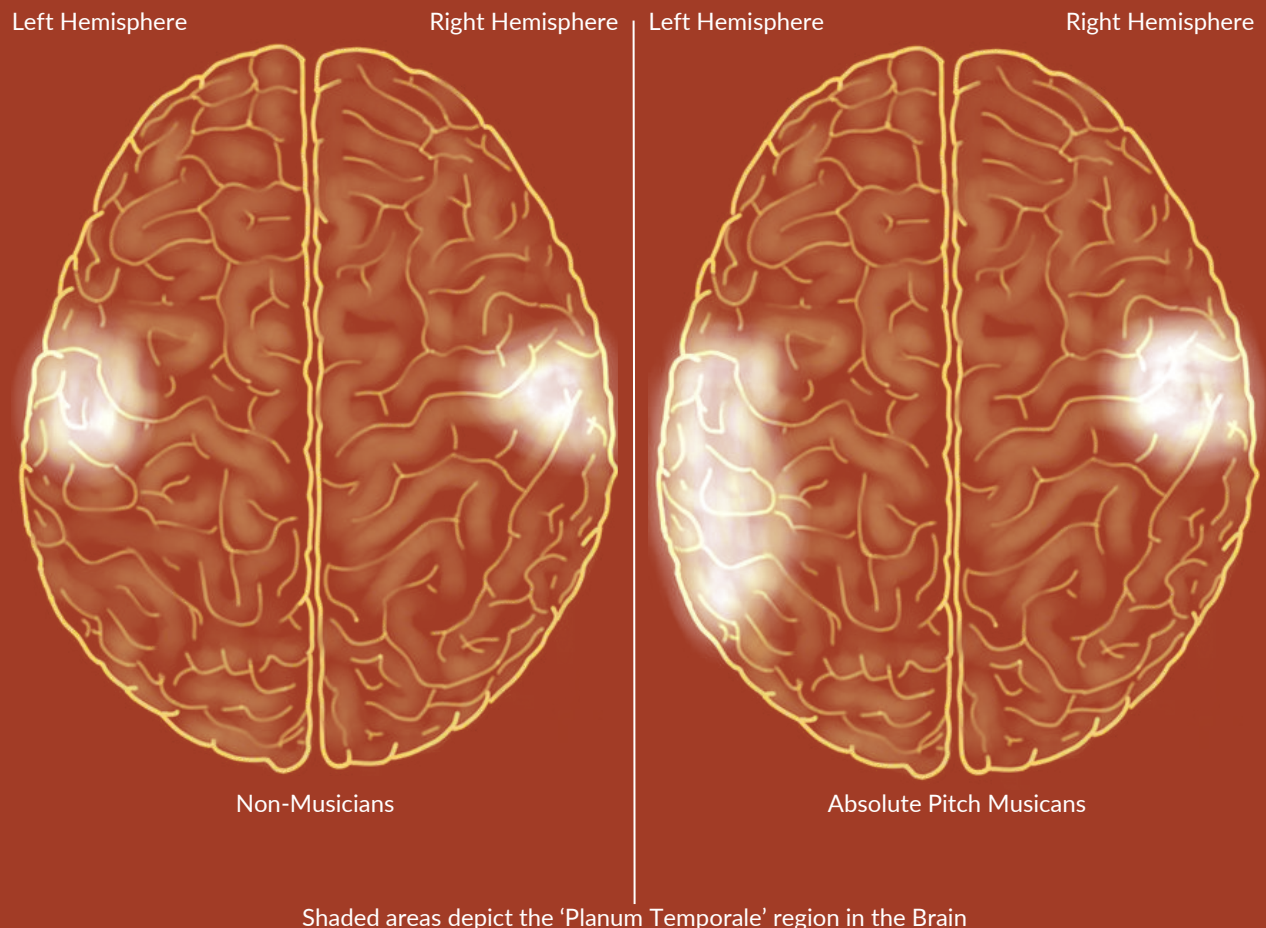 Left Hemisphere
Right Hemisphere
Left Hemisphere
Right Hemisphere
Non-Musicians
Absolute Pitch Musicans
Shaded areas depict the ‘Planum Temporale’ region in the Brain